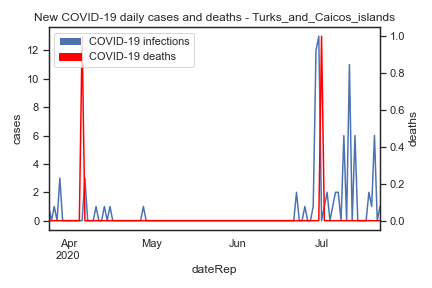 New COVID-19 daily cases and deaths - Turks_and_Caicos_islands
COVID-19 infections
COVID-19 deaths
12
10
8
6
4
2
0
cases
1.0
0.8
0.6
0.4
0.2
0.0
deaths
Apr
2020
May
Jun
Jul
dateRep